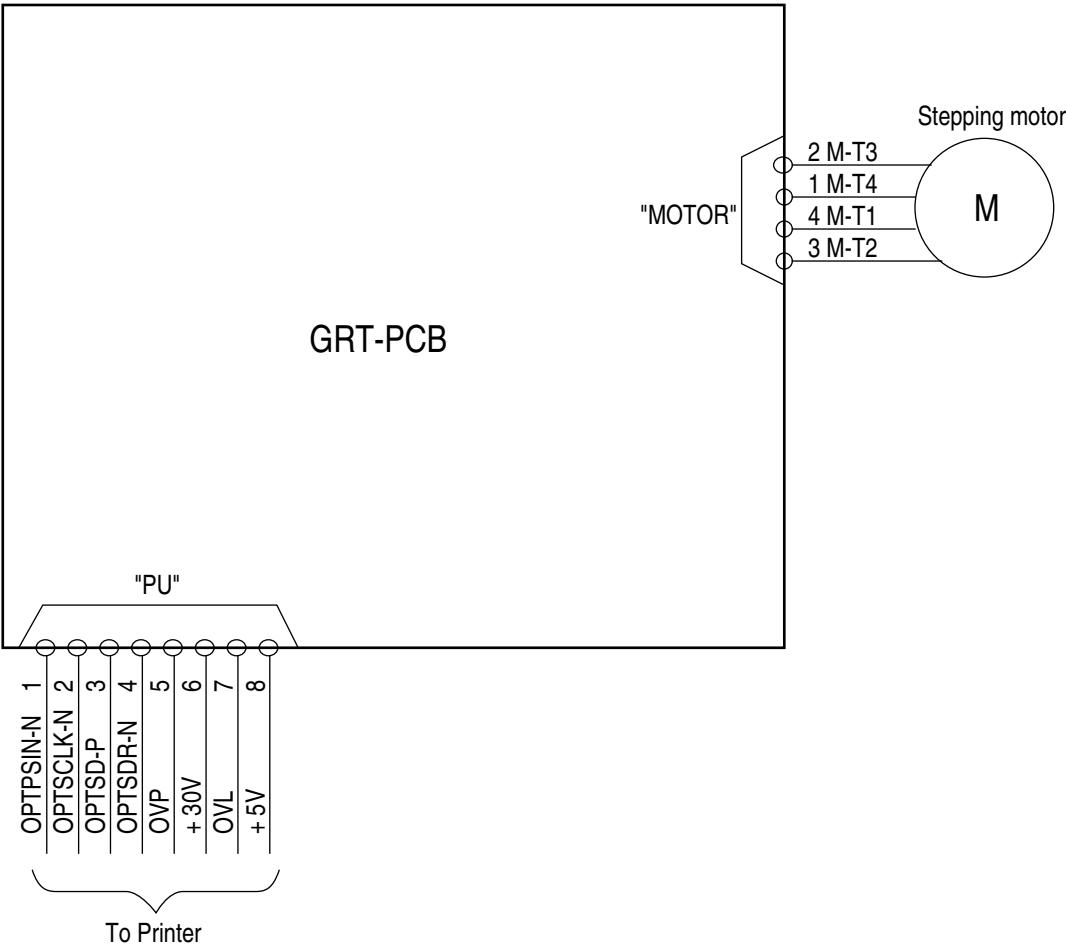 Stepping motor
2 M-T3
1 M-T4
4 M-T1
3 M-T2
M
"MOTOR"
GRT-PCB
"PU"
OPTPSIN-N 1
OPTSCLK-N 2
OPTSD-P 3
OPTSDR-N 4
OVP 5
+30V 6
OVL 7
+5V 8
To Printer